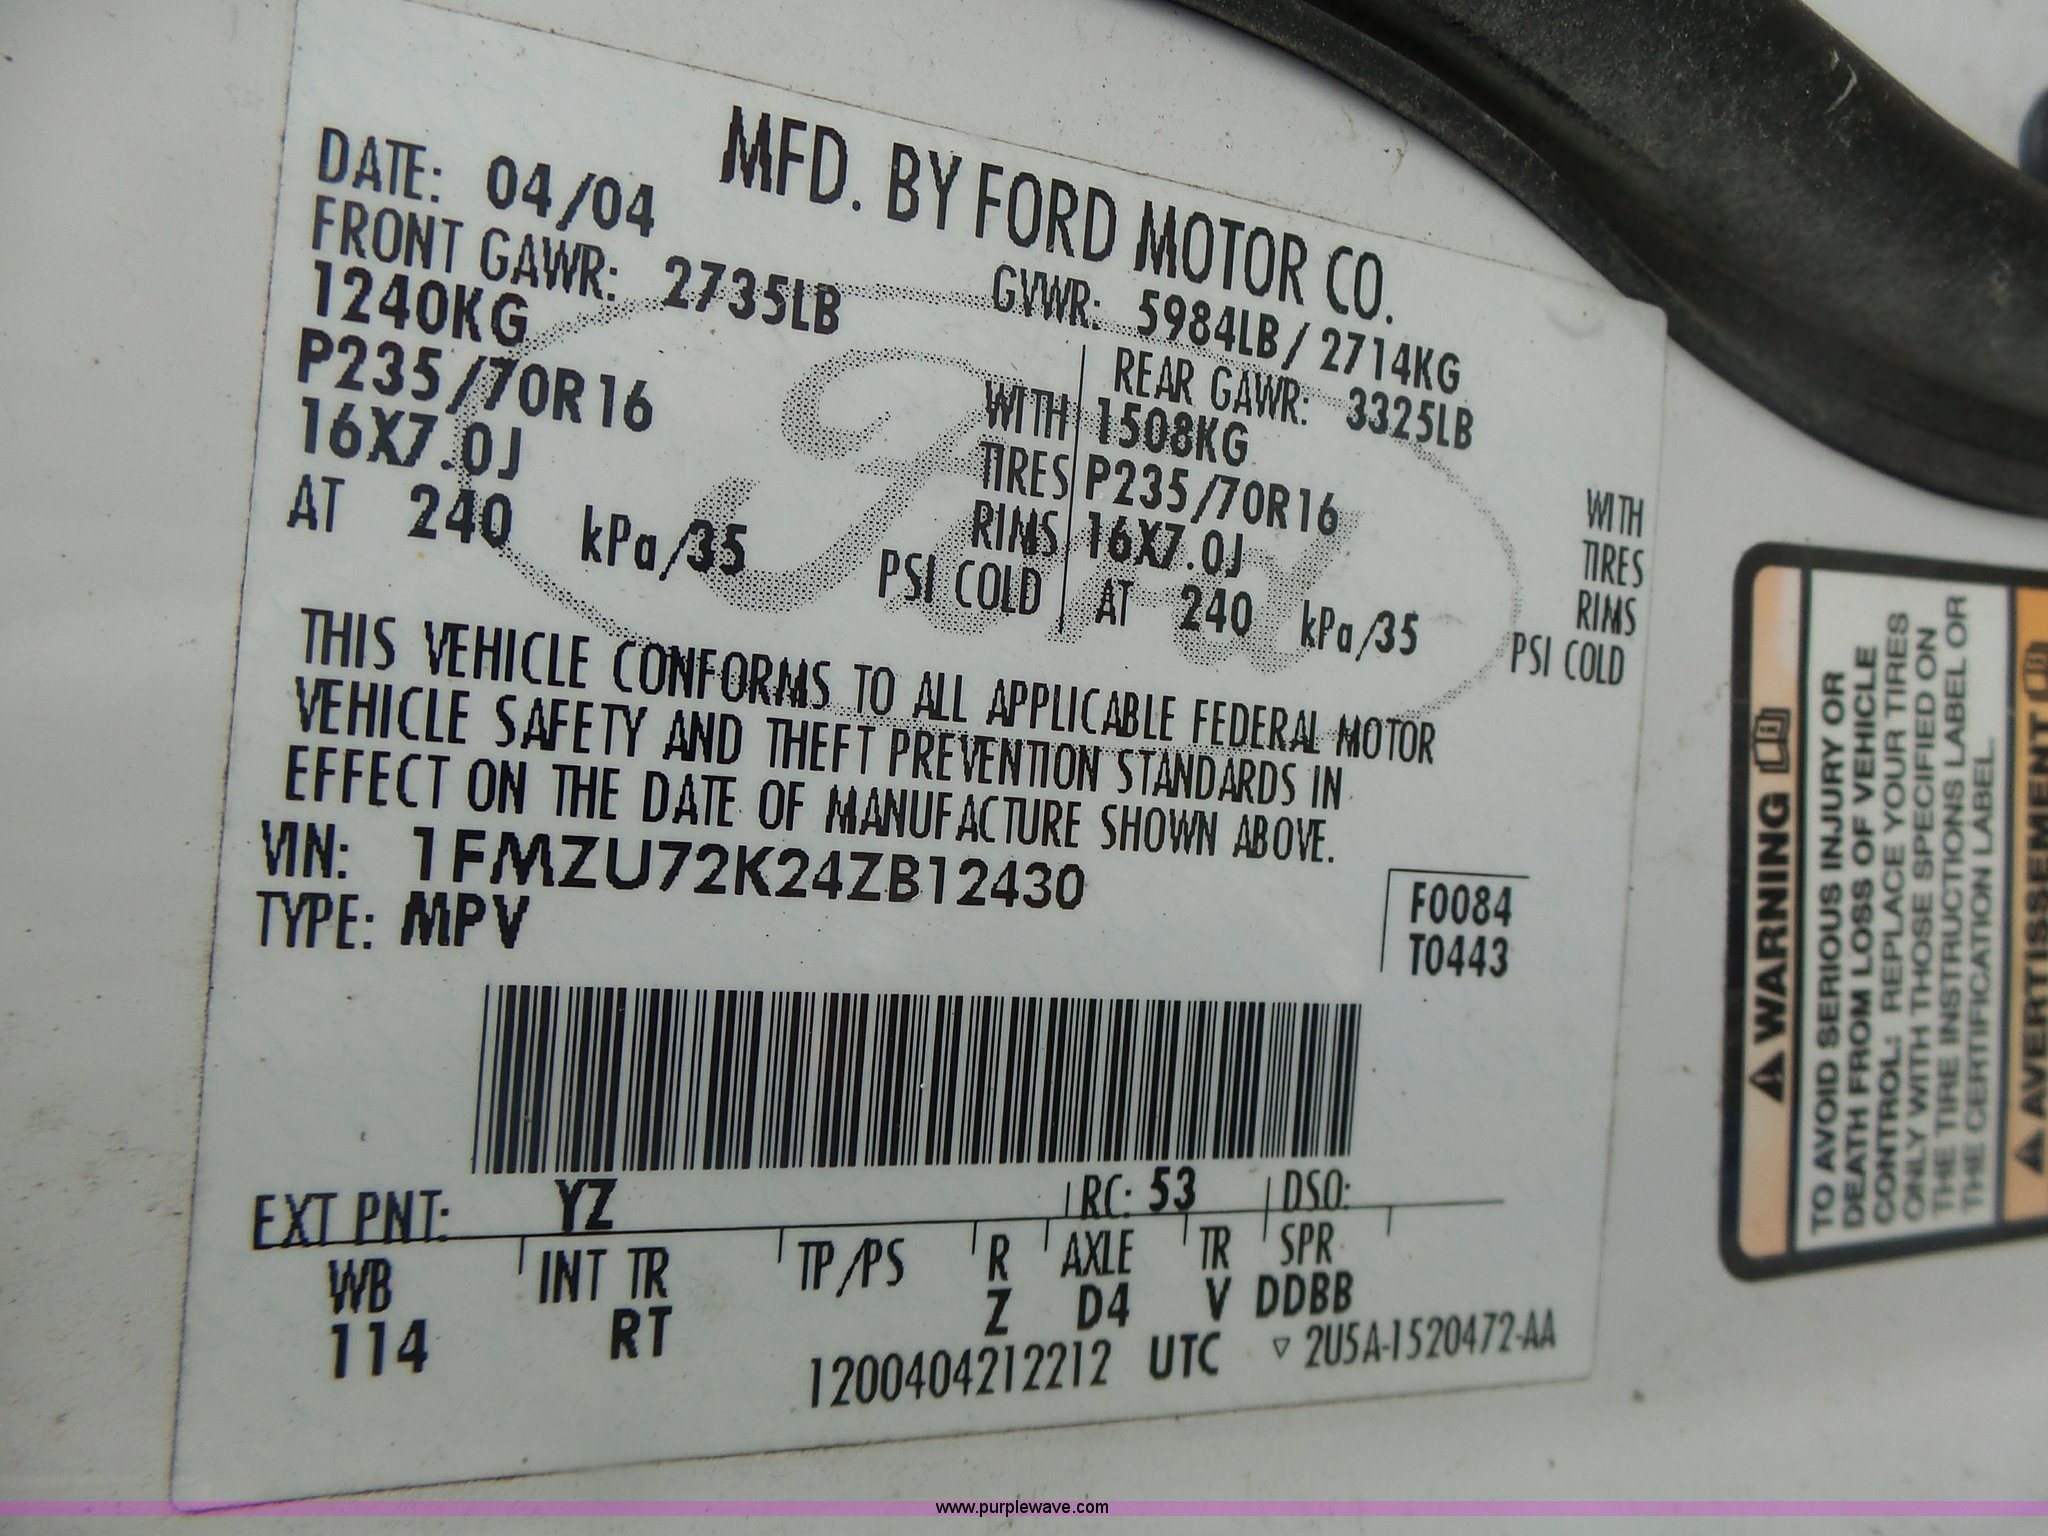 MFD. BY FORD MOTOR CO.
DATE: 04/04
GVWR: 5984LB / 2714KG
FRONT GAWR: 2735LB
1240KG WITH
P235/70R16 TIRES
16X7.0J RIMS
AT 240 kPa/35 PSI COLD
REAR GAWR: 3325LB
1508KG WITH
P235/70R16 TIRES
16X7.0J RIMS
AT 240 kPa/35 PSI COLD
Ford
THIS VEHICLE CONFORMS TO ALL APPLICABLE FEDERAL MOTOR
VEHICLE SAFETY AND THEFT PREVENTION STANDARDS IN
EFFECT ON THE DATE OF MANUFACTURE SHOWN ABOVE.
VIN: 1FMZU72K24ZB12430
TYPE: MPV
F0084
T0443
EXT PNT: YZ RC: 53 DSO:
WB INT TR TP/PS R AXLE TR SPR
114 RT Z D4 V DDBB
1200404212212 UTC ▽ 2U5A-1520472-AA
⚠ WARNING
TO AVOID SERIOUS INJURY OR
DEATH FROM LOSS OF VEHICLE
CONTROL: REPLACE YOUR TIRES
ONLY WITH THOSE SPECIFIED ON
THE TIRE INSTRUCTIONS LABEL OR
THE CERTIFICATION LABEL.
⚠ AVERTISSEMENT
www.purplewave.com